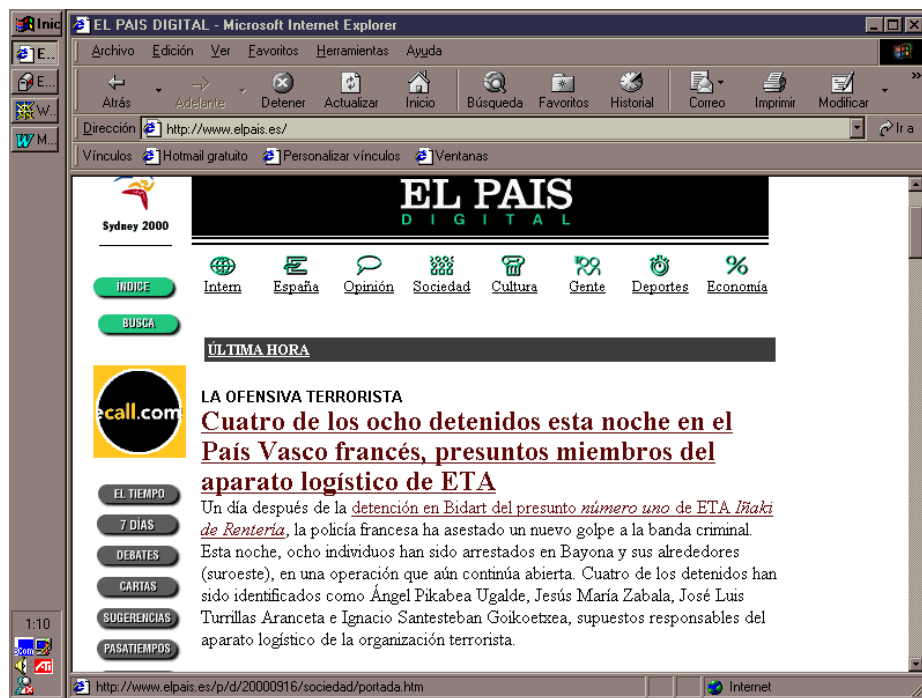 Inic
EL PAIS DIGITAL - Microsoft Internet Explorer
E..
E...
W..
M...
Archivo Edición Ver Favoritos Herramientas Ayuda
Atrás Adelante Detener Actualizar Inicio Búsqueda Favoritos Historial Correo Imprimir Modificar »
Dirección http://www.elpais.es/ Ir a
Vínculos Hotmail gratuito Personalizar vínculos Ventanas
Sydney 2000
EL PAIS
DIGITAL
Intern España Opinión Sociedad Cultura Gente Deportes Economía
ÍNDICE
BUSCA
ÚLTIMA HORA
ecall.com
LA OFENSIVA TERRORISTA
Cuatro de los ocho detenidos esta noche en el
País Vasco francés, presuntos miembros del
aparato logístico de ETA
Un día después de la detención en Bidart del presunto número uno de ETA Iñaki
de Rentería, la policía francesa ha asestado un nuevo golpe a la banda criminal.
Esta noche, ocho individuos han sido arrestados en Bayona y sus alrededores
(suroeste), en una operación que aún continúa abierta. Cuatro de los detenidos han
sido identificados como Ángel Pikabea Ugalde, Jesús María Zabala, José Luis
Turrillas Aranceta e Ignacio Santesteban Goikoetxea, supuestos responsables del
aparato logístico de la organización terrorista.
EL TIEMPO
7 DÍAS
DEBATES
CARTAS
SUGERENCIAS
PASATIEMPOS
1:10
ATi
http://www.elpais.es/p/d/20000916/sociedad/portada.htm Internet